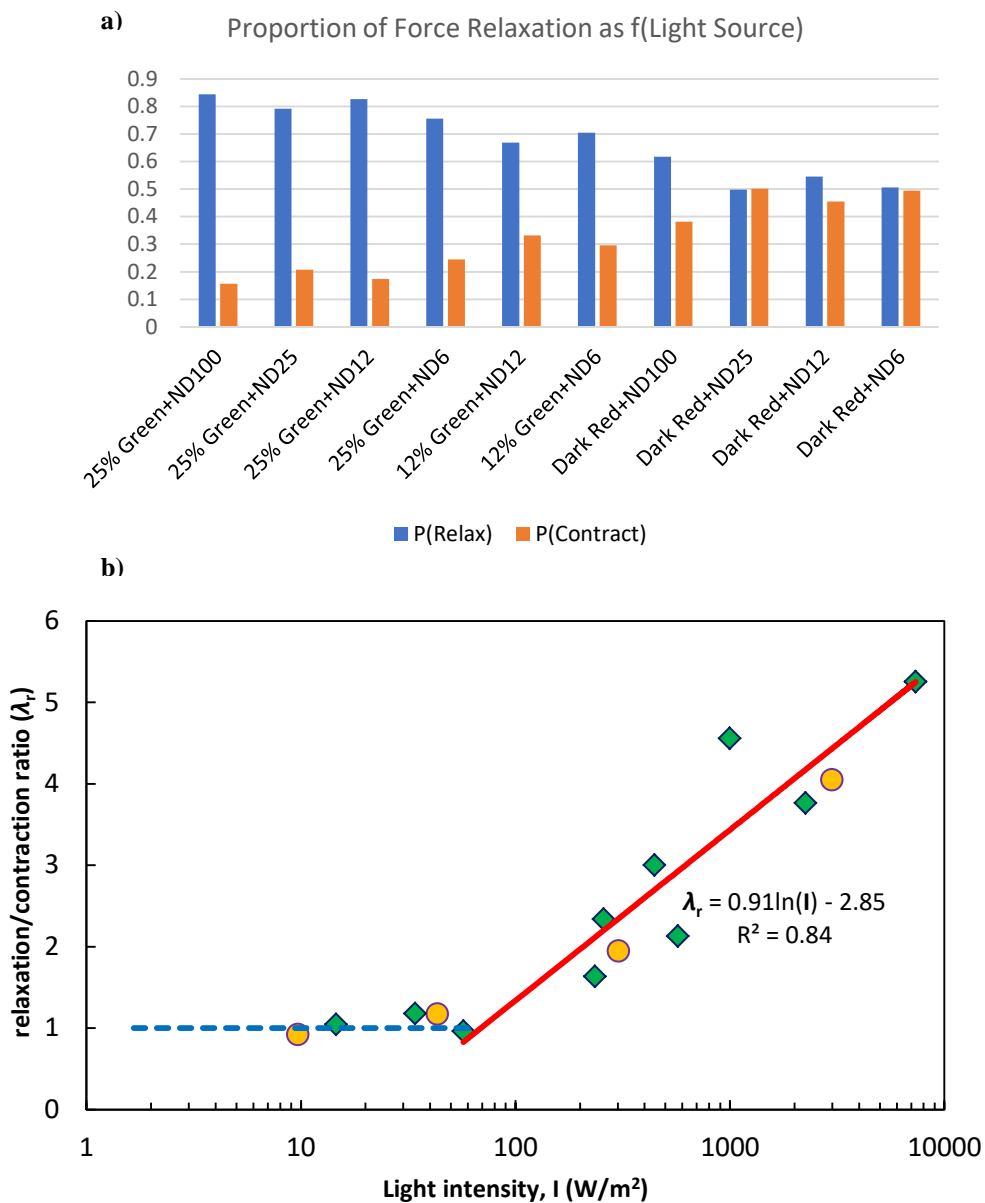 a)
Proportion of Force Relaxation as f(Light Source)
0.9
0.8
0.7
0.6
0.5
0.4
0.3
0.2
0.1
0
25% Green+ND100
25% Green+ND25
25% Green+ND12
25% Green+ND6
12% Green+ND12
12% Green+ND6
Dark Red+ND100
Dark Red+ND25
Dark Red+ND12
Dark Red+ND6
P(Relax) P(Contract)
b)
relaxation/contraction ratio (λr)
6
5
4
3
2
1
0
λr = 0.91ln(I) - 2.85
R² = 0.84
1 10 100 1000 10000
Light intensity, I (W/m²)